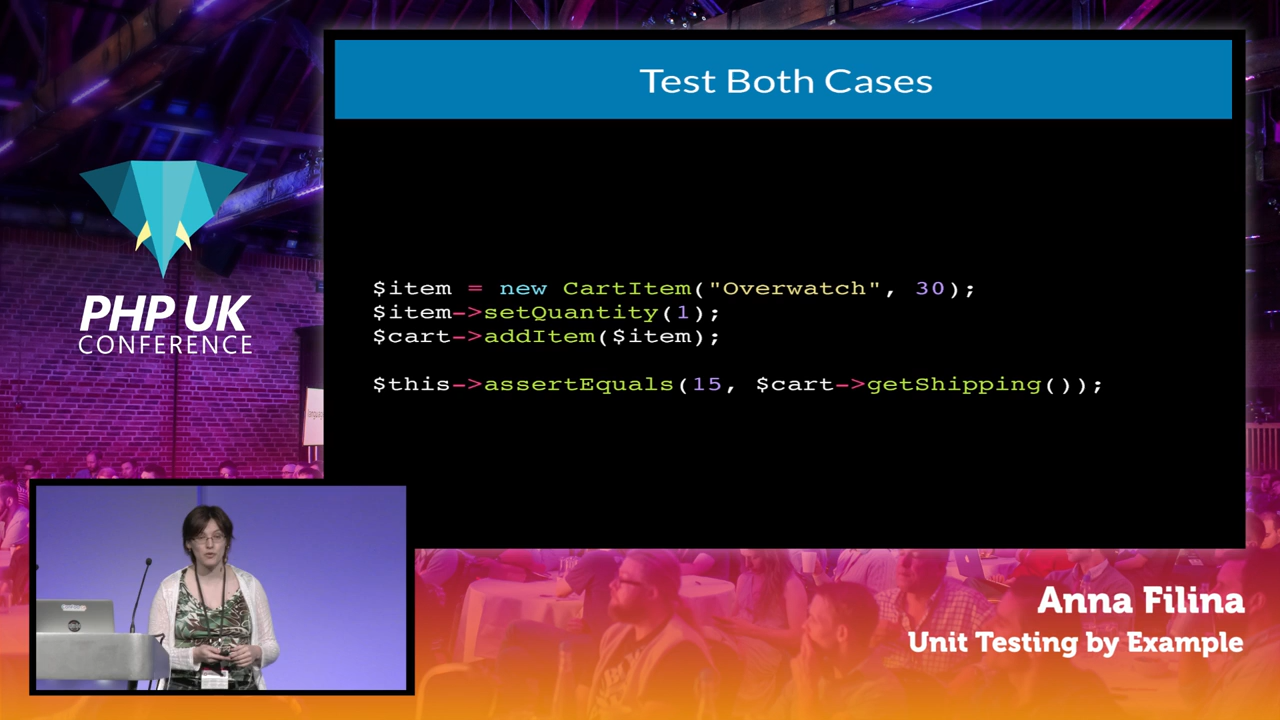 Test Both Cases
$item = new CartItem("Overwatch", 30);
$item->setQuantity(1);
$cart->addItem($item);
$this->assertEquals(15, $cart->getShipping());
PHP UK
CONFERENCE
Anna Filina
Unit Testing by Example